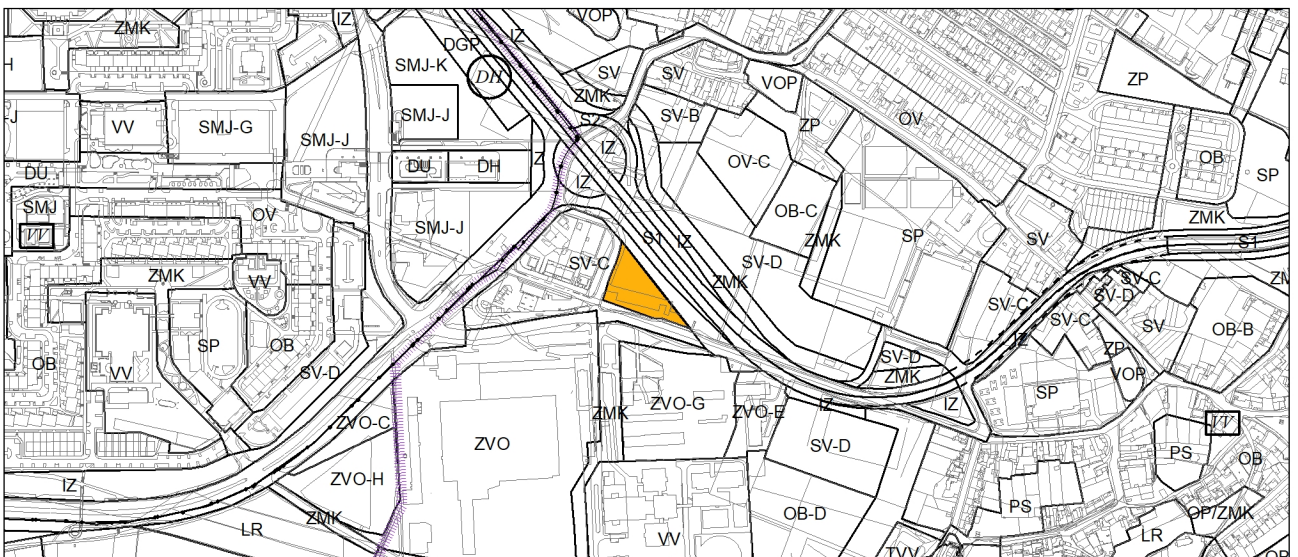 ZMK
IZ
DGP
IZ
VOP
SMJ-K
DH
SV
SV
VOP
ZP
H
-J
VV
SMJ-G
SMJ-J
SMJ-J
ZMK
S2
IZ
SV-B
ZP
OV
OB
SP
DU
DU
DH
IZ
OV-C
SMJ
VV
OV
SMJ-J
OB-C
ZMK
SP
SV
ZMK
S1
ZMK
VV
SV-C
S1
IZ
ZMK
SV-D
SV-C
SV-C
SV-D
SV-C
SV
OB-B
OB
VV
SP
OB
SV-D
SV-D
ZMK
IZ
ZP
VOP
SP
IZ
ZVO-C
ZVO
ZMK
ZVO-G
ZVO-E
IZ
SV-D
VV
PS
OB
IZ
ZVO-H
ZMK
LR
VV
OB-D
TVV
PS
LR
OP/ZMK